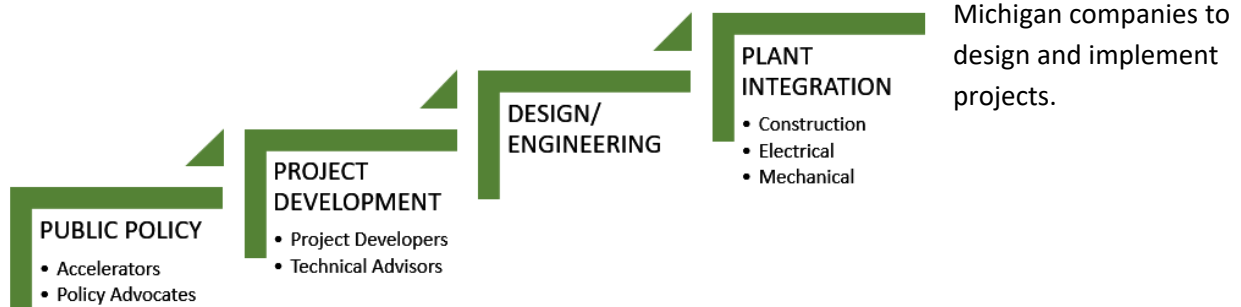 Michigan companies to
design and implement
projects.
PUBLIC POLICY
• Accelerators
• Policy Advocates
PROJECT
DEVELOPMENT
• Project Developers
• Technical Advisors
DESIGN/
ENGINEERING
PLANT
INTEGRATION
• Construction
• Electrical
• Mechanical